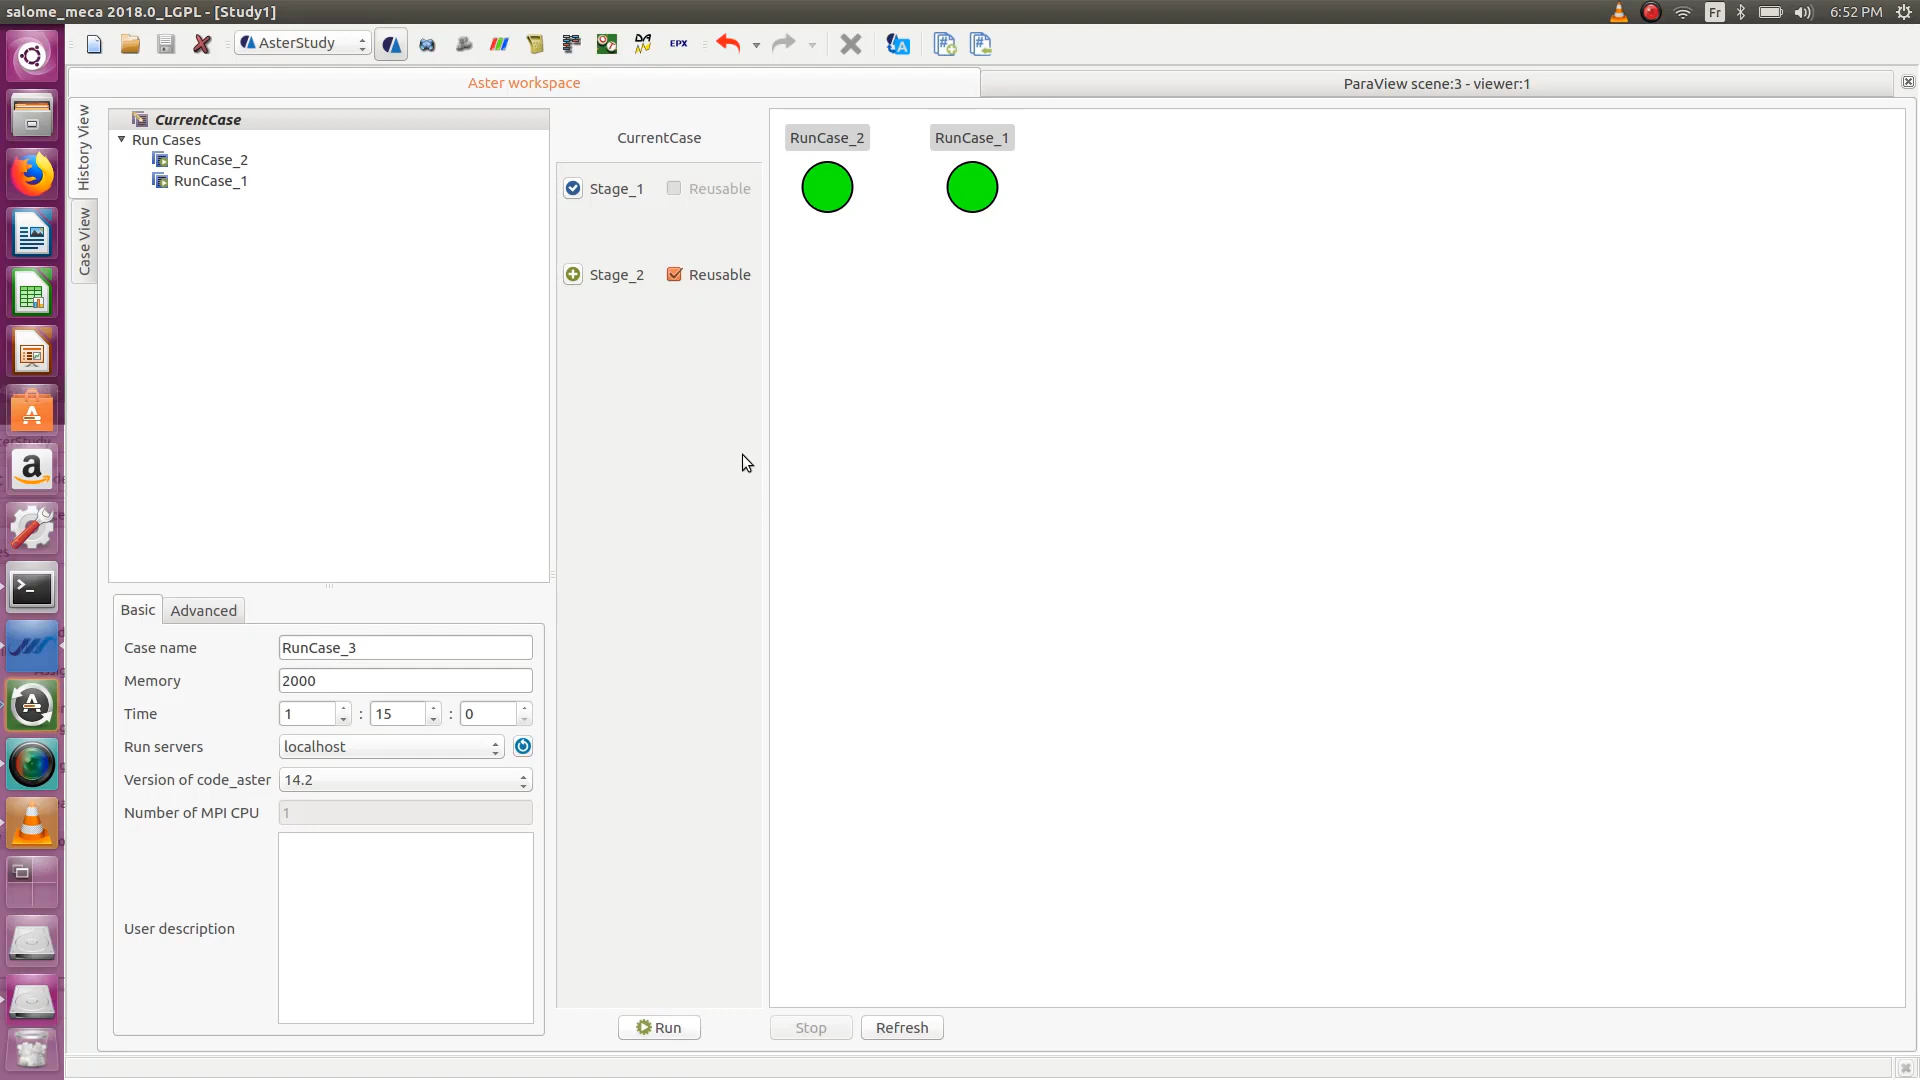 salome_meca 2018.0_LGPL - [Study1]
Fr
6:52 PM
AsterStudy
EPX
Aster workspace
ParaView scene:3 - viewer:1
History View
Case View
CurrentCase
Run Cases
RunCase_2
RunCase_1
CurrentCase
Stage_1
Reusable
Stage_2
Reusable
RunCase_2
RunCase_1
Basic
Advanced
Case name
RunCase_3
Memory
2000
Time
1 : 15 : 0
Run servers
localhost
Version of code_aster
14.2
Number of MPI CPU
1
User description
Run
Stop
Refresh